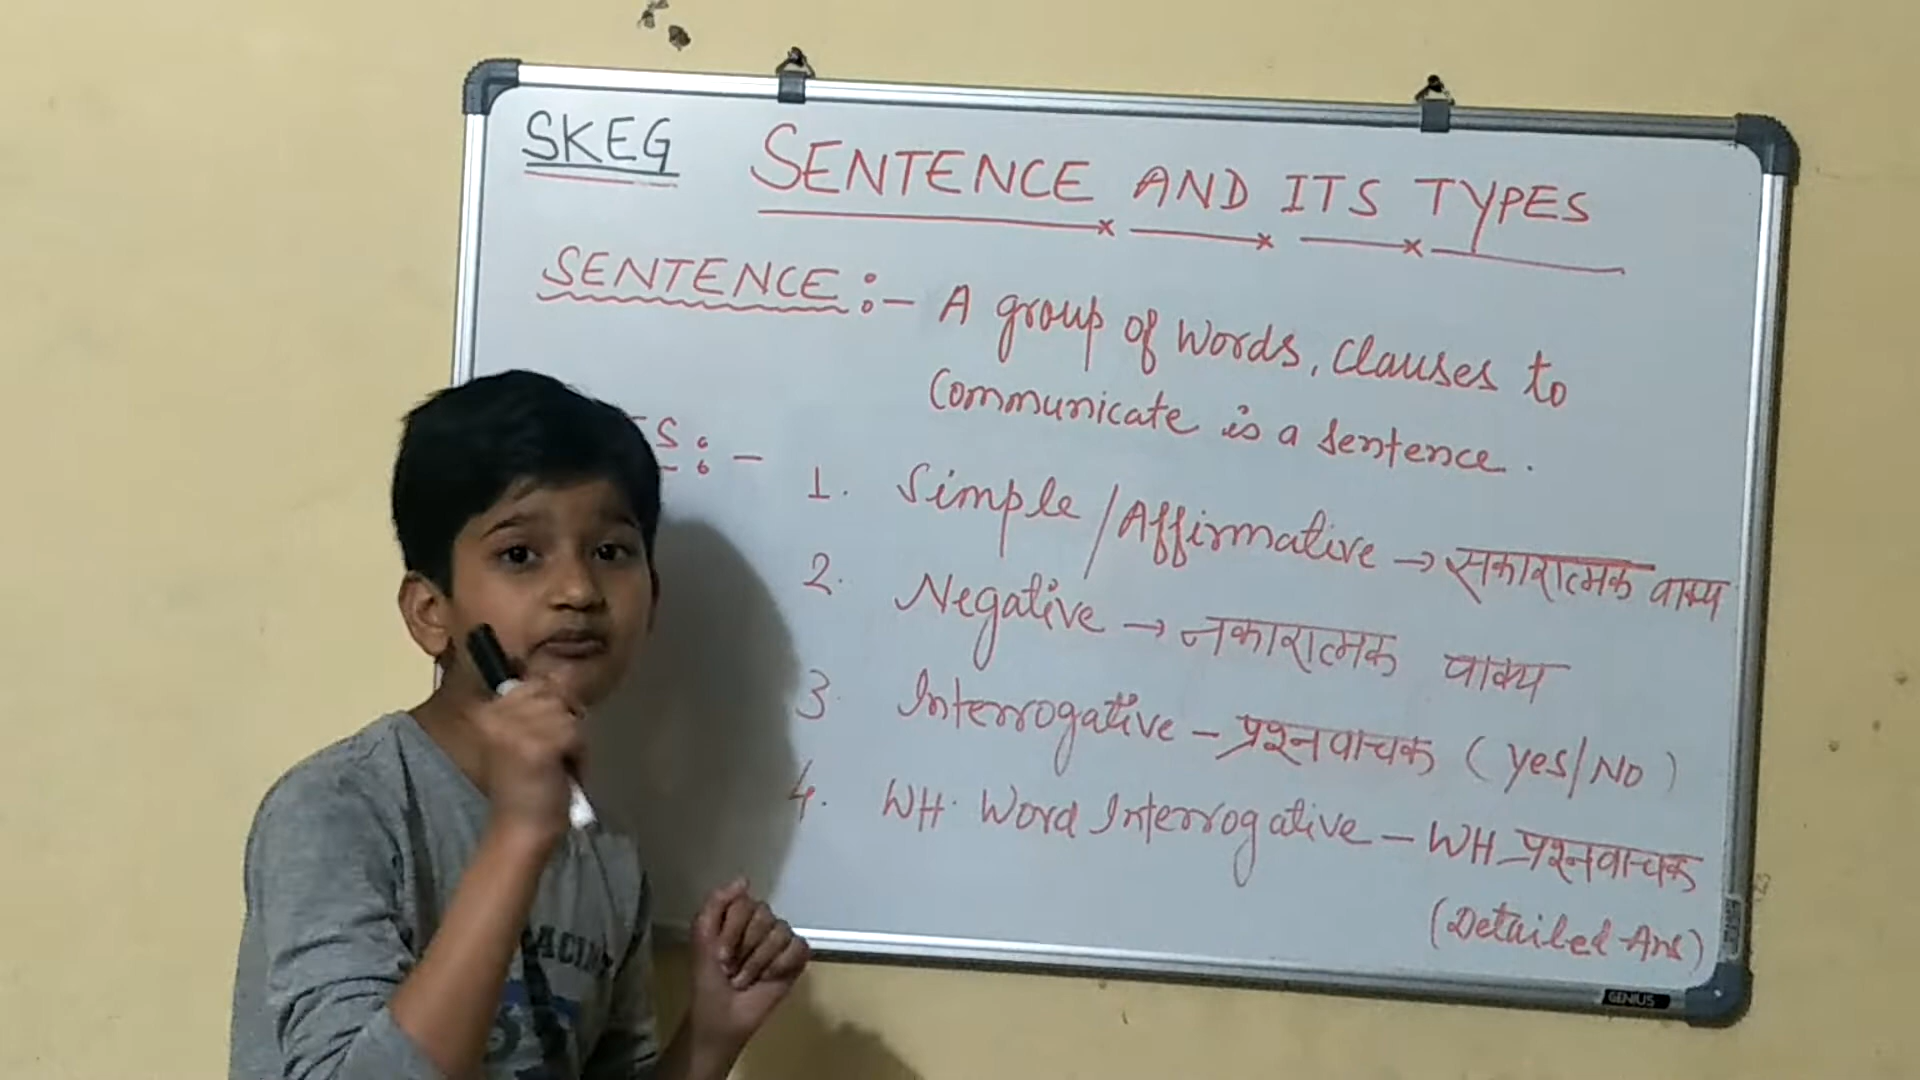 SKEG SENTENCE AND ITS TYPES
SENTENCE :- A group of words, Clauses to
Communicate is a sentence.
1. Simple/Affirmative → सकारात्मक वाक्य
2. Negative → नकारात्मक वाक्य
3. Interrogative - प्रश्नवाचक (Yes/No)
4. WH. Word Interrogative - WH प्रश्नवाचक
(Detailed Ans)
GENIUS